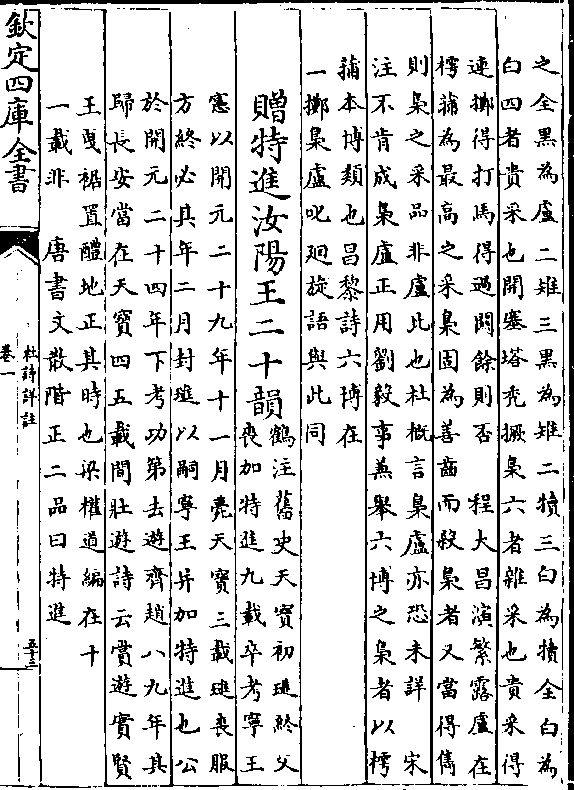 之全黑為盧二雉三黑為雉二犢三白為犢全白為
白四者貴采也開塞塔禿撅梟六者雜采也貴采得
連擲得打馬得過關餘則否　程大昌演繁露盧在
樗蒱為最高之采梟固為善齒而殺梟者又當得雋
則梟之采品非盧比也杜概言梟盧亦恐未詳　宋
注不肯成梟盧正用劉毅事兼舉六博之梟者以樗
蒱本博類也昌黎詩六博在
一擲梟盧叱廻旋語與此同
贈特進汝陽王二十韻
鶴注舊史天寶初璡終父
喪加特進九載卒考寧王
憲以開元二十九年十一月薨天寶三載璡喪服
方終必其年二月封璡以嗣寧王并加特進也公
於開元二十四年下考功第去遊齊趙八九年其
歸長安當在天寶四五載間壯遊詩云賞遊實賢
王曳裾置醴地正其時也梁權道編在十
一載非　唐書文散階正二品曰特進
欽定四庫全書
杜詩詳註
卷一
五十三